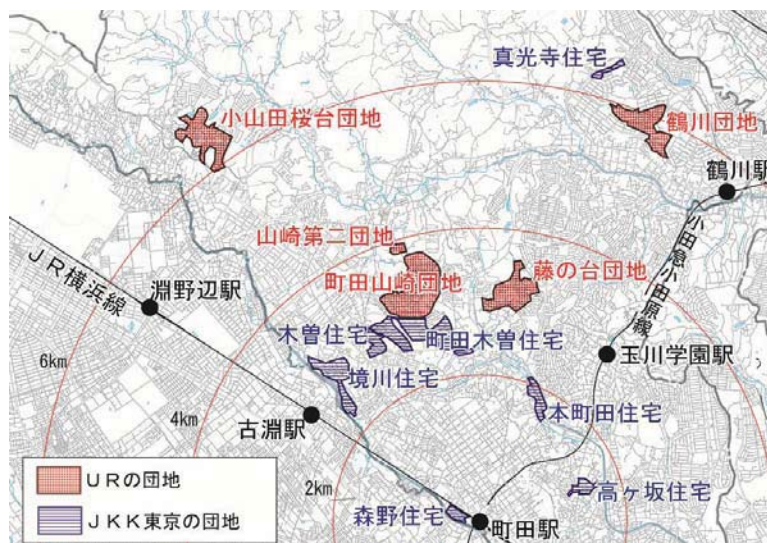 真光寺住宅
小山田桜台団地
鶴川団地
鶴川駅
山崎第二団地
小田急小田原線
JR横浜線
淵野辺駅
町田山崎団地
藤の台団地
木曽住宅
町田木曽住宅
玉川学園駅
6km
境川住宅
4km
古淵駅
本町田住宅
URの団地
2km
高ヶ坂住宅
JKK東京の団地
森野住宅
町田駅